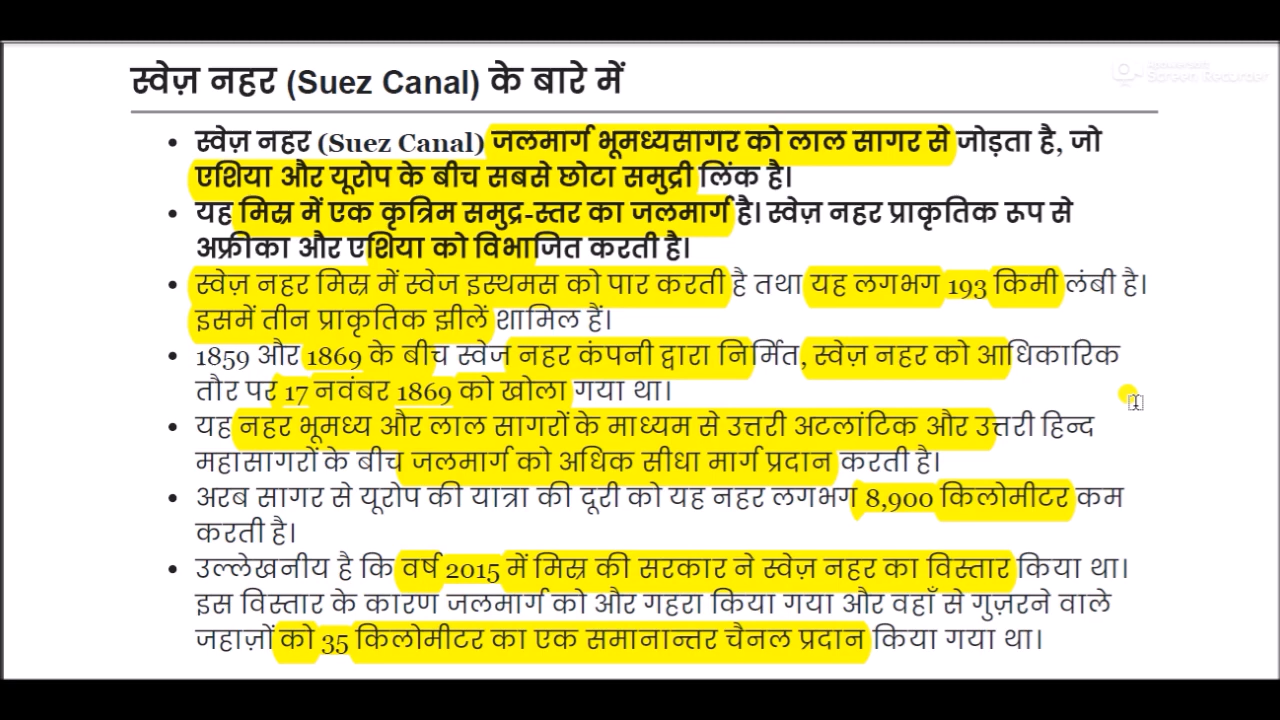 स्वेज़ नहर (Suez Canal) के बारे में
Screen Recorder
• स्वेज़ नहर (Suez Canal) जलमार्ग भूमध्यसागर को लाल सागर से जोड़ता है, जो
एशिया और यूरोप के बीच सबसे छोटा समुद्री लिंक है।
• यह मिस्र में एक कृत्रिम समुद्र-स्तर का जलमार्ग है। स्वेज़ नहर प्राकृतिक रूप से
अफ्रीका और एशिया को विभाजित करती है।
• स्वेज़ नहर मिस्र में स्वेज इस्थमस को पार करती है तथा यह लगभग 193 किमी लंबी है।
इसमें तीन प्राकृतिक झीलें शामिल हैं।
• 1859 और 1869 के बीच स्वेज नहर कंपनी द्वारा निर्मित, स्वेज़ नहर को आधिकारिक
तौर पर 17 नवंबर 1869 को खोला गया था।
• यह नहर भूमध्य और लाल सागरों के माध्यम से उत्तरी अटलांटिक और उत्तरी हिन्द
महासागरों के बीच जलमार्ग को अधिक सीधा मार्ग प्रदान करती है।
• अरब सागर से यूरोप की यात्रा की दूरी को यह नहर लगभग 8,900 किलोमीटर कम
करती है।
• उल्लेखनीय है कि वर्ष 2015 में मिस्र की सरकार ने स्वेज़ नहर का विस्तार किया था।
इस विस्तार के कारण जलमार्ग को और गहरा किया गया और वहाँ से गुज़रने वाले
जहाज़ों को 35 किलोमीटर का एक समानान्तर चैनल प्रदान किया गया था।